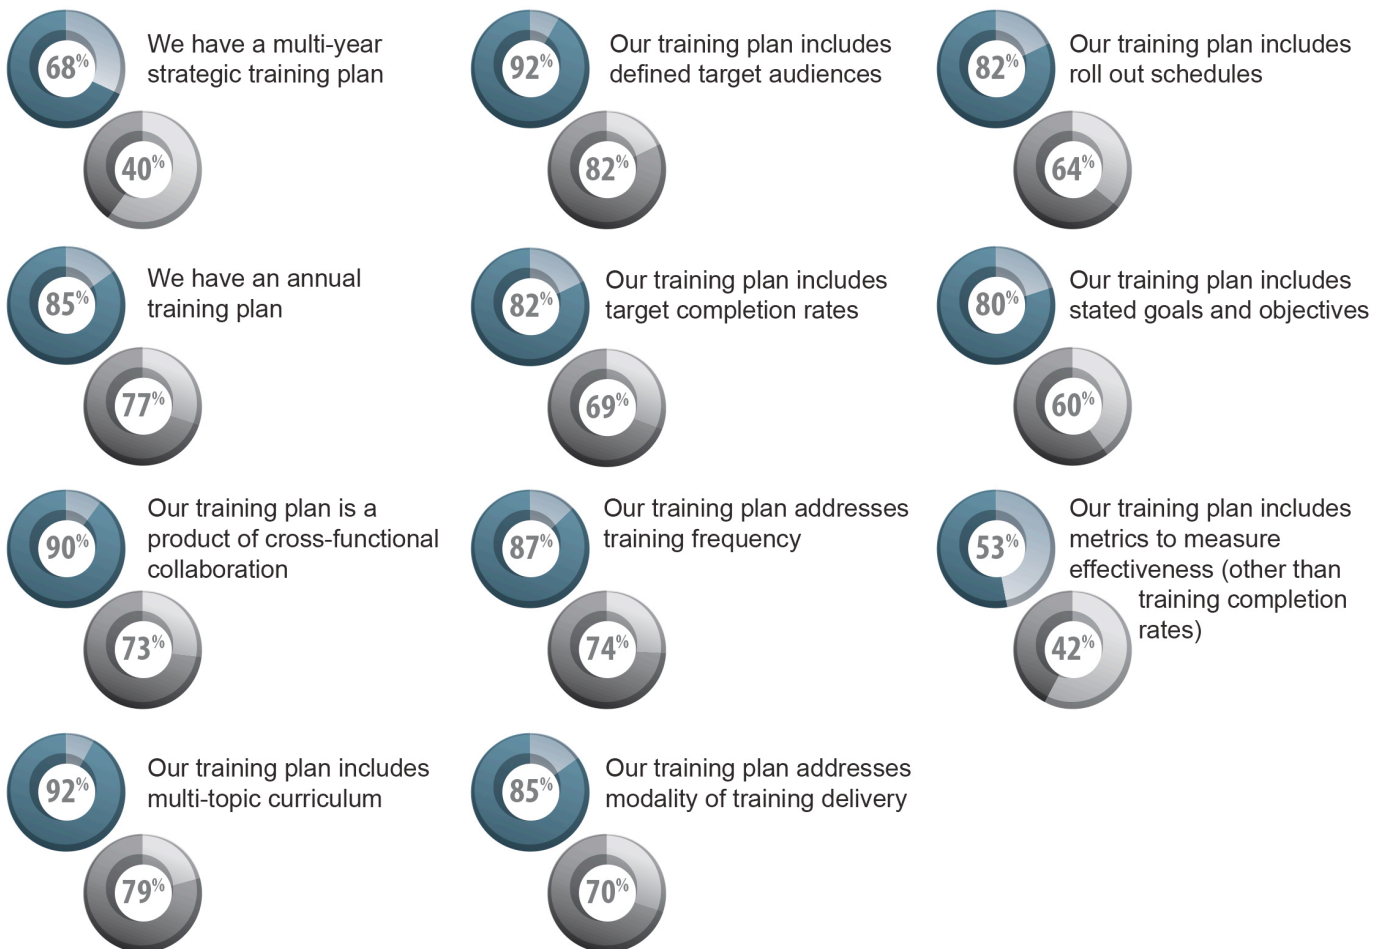 68%
We have a multi-year
strategic training plan
40%
92%
Our training plan includes
defined target audiences
82%
82%
Our training plan includes
roll out schedules
64%
85%
We have an annual
training plan
77%
82%
Our training plan includes
target completion rates
69%
80%
Our training plan includes
stated goals and objectives
60%
90%
Our training plan is a
product of cross-functional
collaboration
73%
87%
Our training plan addresses
training frequency
74%
53%
Our training plan includes
metrics to measure
effectiveness (other than
training completion
rates)
42%
92%
Our training plan includes
multi-topic curriculum
79%
85%
Our training plan addresses
modality of training delivery
70%